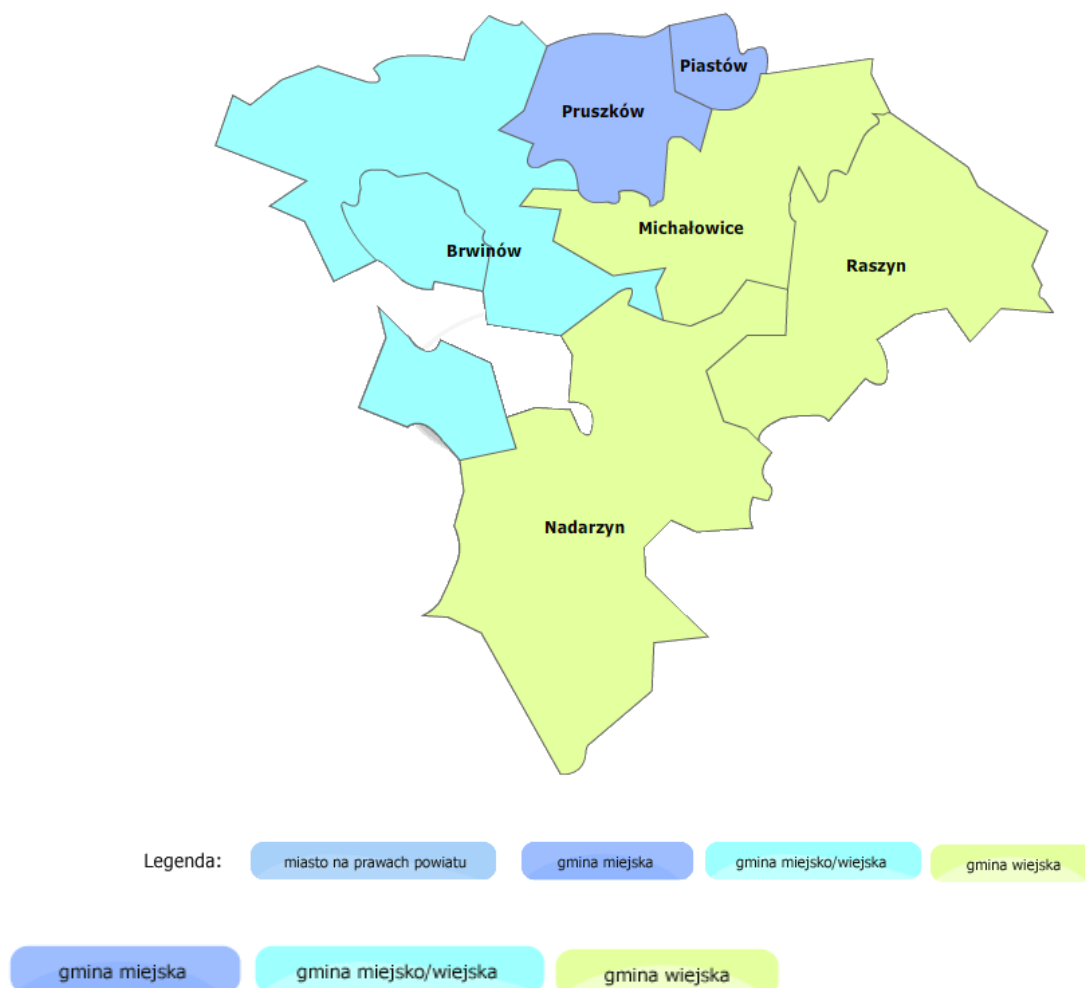 Piastów
Pruszków
Michałowice
Brwinów
Raszyn
Nadarzyn
Legenda: miasto na prawach powiatu gmina miejska gmina miejsko/wiejska gmina wiejska
gmina miejska gmina miejsko/wiejska gmina wiejska